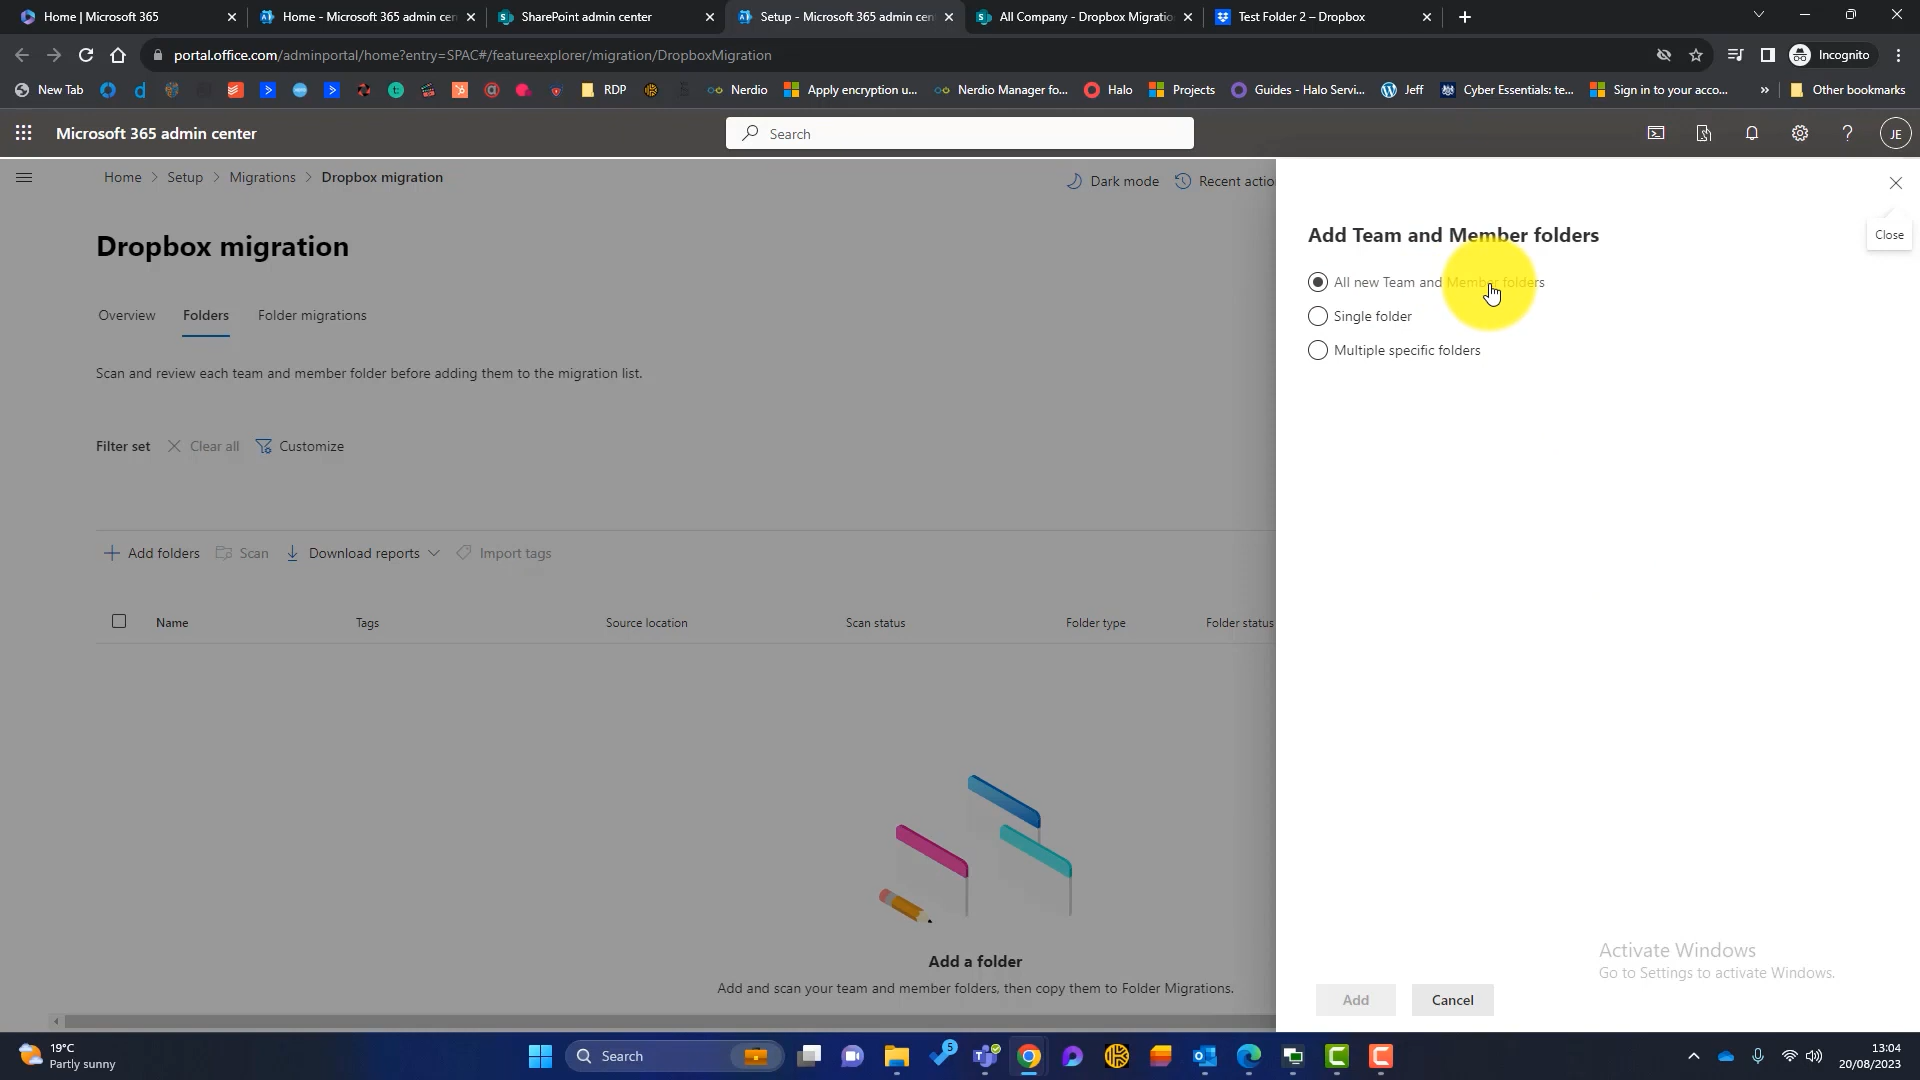 Home | Microsoft 365
Home - Microsoft 365 admin cen
SharePoint admin center
Setup - Microsoft 365 admin cen
All Company - Dropbox Migratio
Test Folder 2 – Dropbox
portal.office.com/adminportal/home?entry=SPAC#/featureexplorer/migration/DropboxMigration
Incognito
New Tab
RDP
Nerdio
Apply encryption u...
Nerdio Manager fo...
Halo
Projects
Guides - Halo Servi...
Jeff
Cyber Essentials: te...
Sign in to your acco...
Other bookmarks
Microsoft 365 admin center
Search
JE
Home > Setup > Migrations > Dropbox migration
Dark mode
Recent actio
Close
Add Team and Member folders
Dropbox migration
All new Team and Member folders
Single folder
Multiple specific folders
Overview
Folders
Folder migrations
Scan and review each team and member folder before adding them to the migration list.
Filter set
Clear all
Customize
Add folders
Scan
Download reports
Import tags
Name
Tags
Source location
Scan status
Folder type
Folder status
Add a folder
Add and scan your team and member folders, then copy them to Folder Migrations.
Activate Windows
Go to Settings to activate Windows.
Add
Cancel
19°C
Partly sunny
Search
5
13:04
20/08/2023